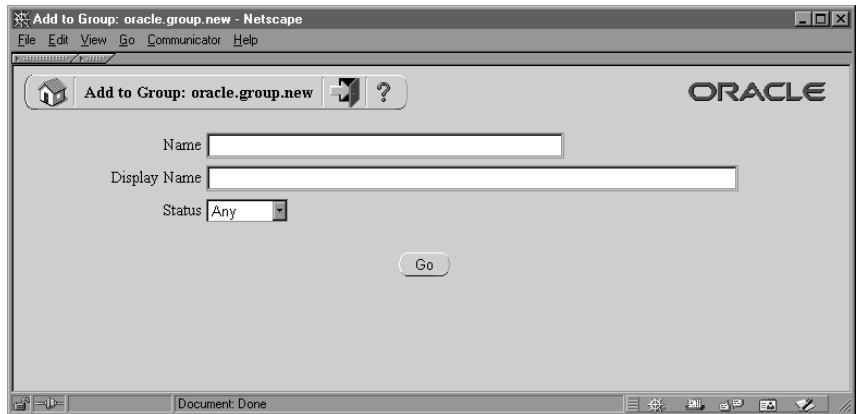 Add to Group: oracle.group.new - Netscape
File Edit View Go Communicator Help
Add to Group: oracle.group.new ?
ORACLE
Name
Display Name
Status Any
Go
Document: Done